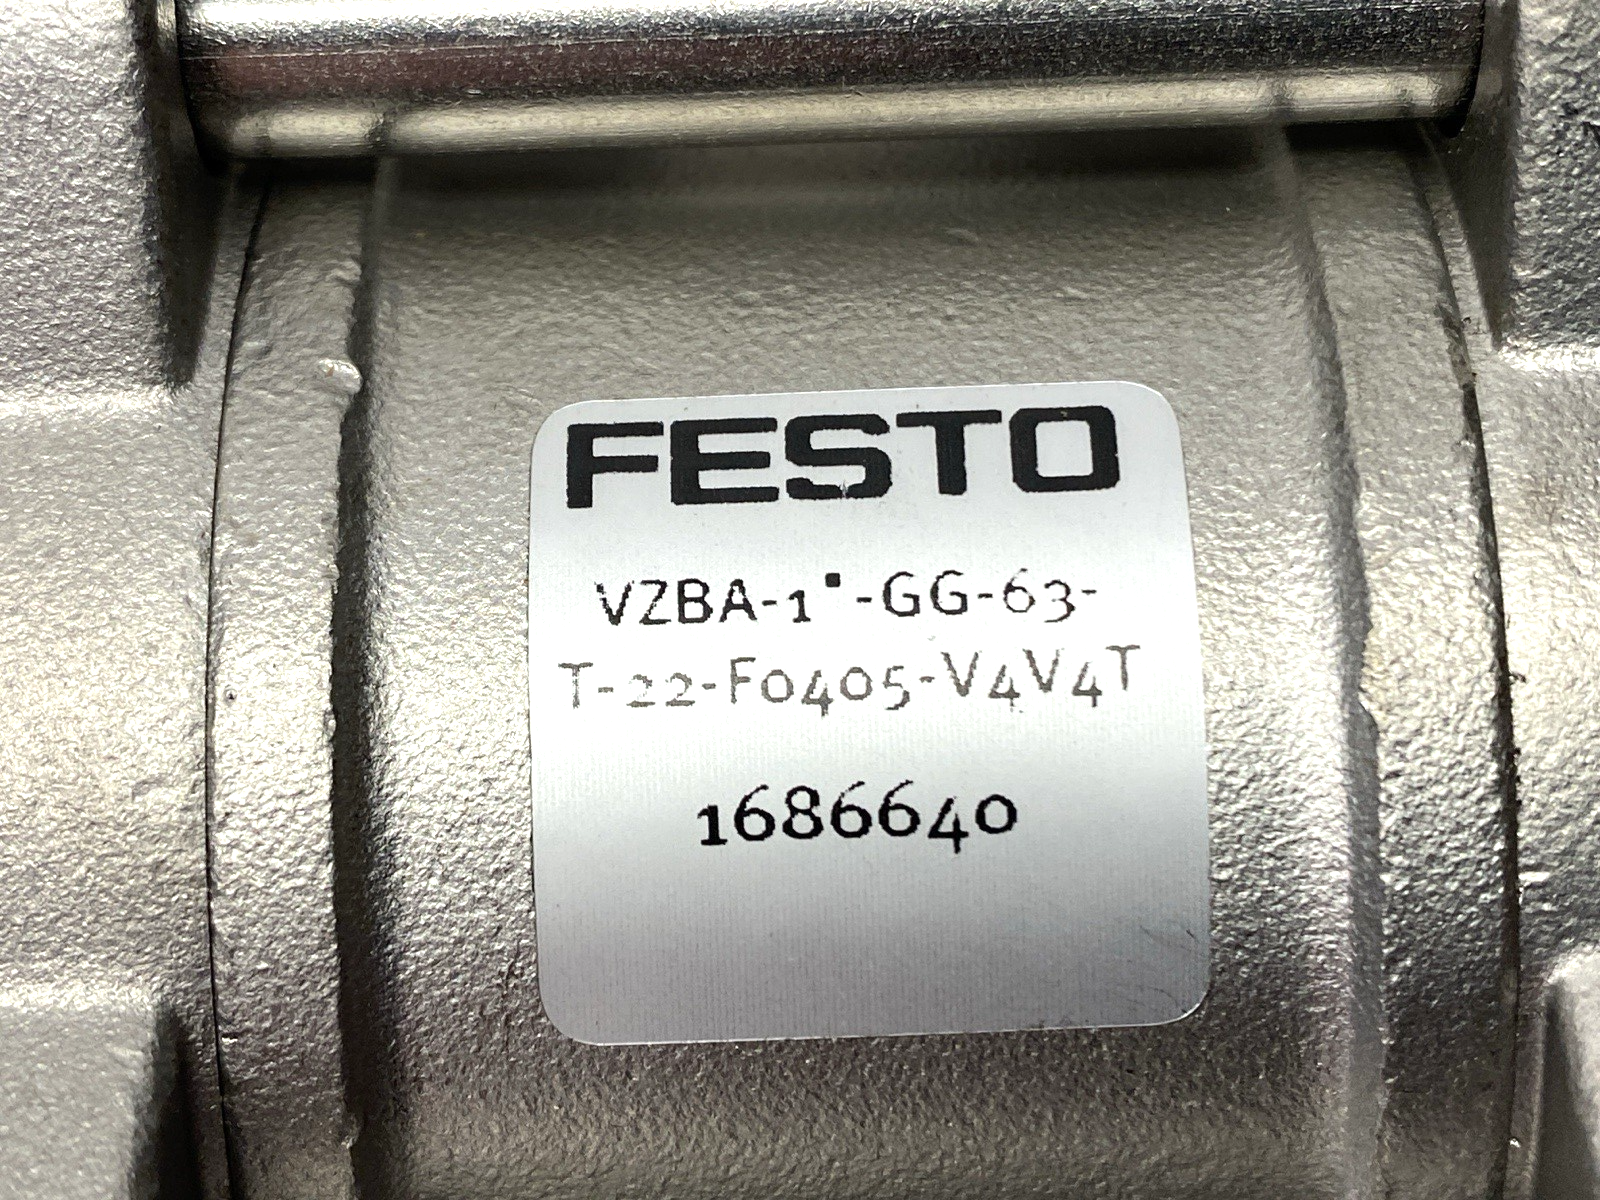 FESTO
VZBA-1"-GG-63-
T-22-F0405-V4V4T
1686640